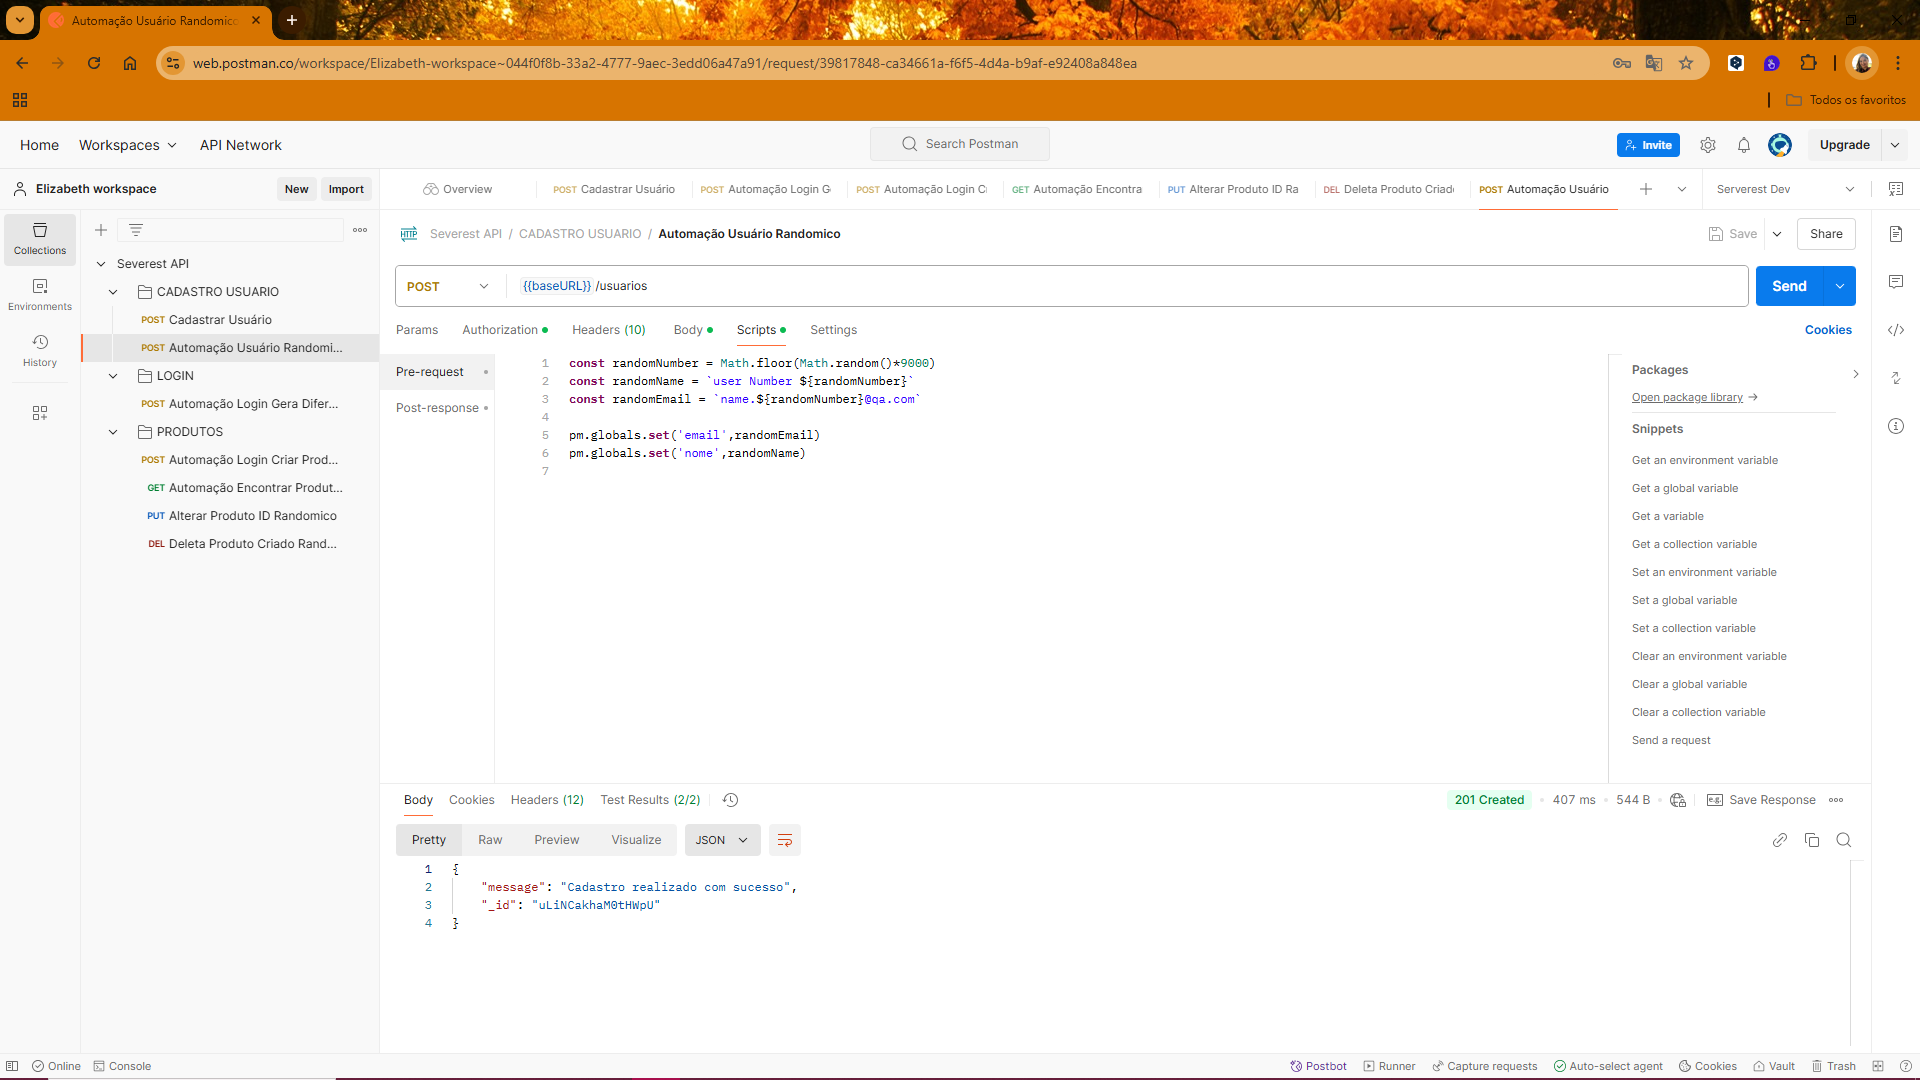 Automação Usuário Randomico
web.postman.co/workspace/Elizabeth-workspace~044f0f8b-33a2-4777-9aec-3edd06a47a91/request/39817848-ca34661a-f6f5-4d4a-b9af-e92408a848ea
Todos os favoritos
Home Workspaces API Network Search Postman Invite Upgrade
Elizabeth workspace New Import
Overview POST Cadastrar Usuário POST Automação Login G POST Automação Login C GET Automação Encontra PUT Alterar Produto ID Ra DEL Deleta Produto Criad POST Automação Usuário Serverest Dev
Collections
Environments
History
Severest API
CADASTRO USUARIO
POST Cadastrar Usuário
POST Automação Usuário Randomi...
LOGIN
POST Automação Login Gera Difer...
PRODUTOS
POST Automação Login Criar Prod...
GET Automação Encontrar Produt...
PUT Alterar Produto ID Randomico
DEL Deleta Produto Criado Rand...
HTTP Severest API / CADASTRO USUARIO / Automação Usuário Randomico Save Share
POST {{baseURL}} /usuarios Send
Params Authorization Headers (10) Body Scripts Settings Cookies
Pre-request
Post-response
1 const randomNumber = Math.floor(Math.random()*9000)
2 const randomName = `user Number ${randomNumber}`
3 const randomEmail = `name.${randomNumber}@qa.com`
4
5 pm.globals.set('email',randomEmail)
6 pm.globals.set('nome',randomName)
7
Packages
Open package library →
Snippets
Get an environment variable
Get a global variable
Get a variable
Get a collection variable
Set an environment variable
Set a global variable
Set a collection variable
Clear an environment variable
Clear a global variable
Clear a collection variable
Send a request
Body Cookies Headers (12) Test Results (2/2) 201 Created 407 ms 544 B e.g. Save Response
Pretty Raw Preview Visualize JSON
1 {
2 "message": "Cadastro realizado com sucesso",
3 "_id": "uLiNCakhaM0tHWpU"
4 }
Online Console Postbot Runner Capture requests Auto-select agent Cookies Vault Trash